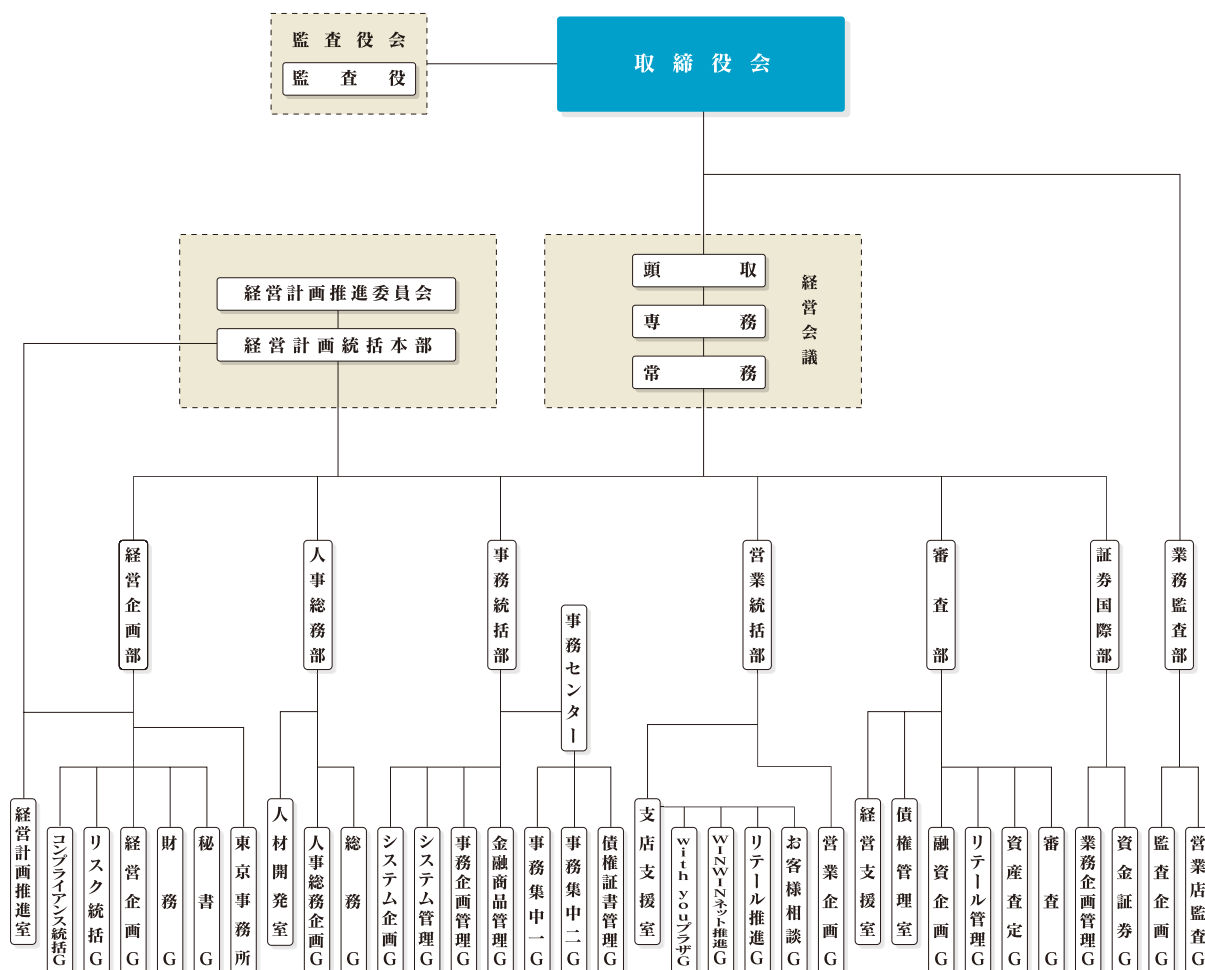 監査役会
監査役
取締役会
経営計画推進委員会
経営計画統括本部
頭取
専務
常務
経営会議
経営企画部
人事総務部
事務統括部
事務センター
営業統括部
審査部
証券国際部
業務監査部
経営計画推進室
コンプライアンス統括G
リスク統括G
経営企画G
財務G
秘書G
東京事務所
人材開発室
人事総務企画G
総務G
システム企画G
システム管理G
事務企画管理G
金融商品管理G
事務集中一G
事務集中二G
債権証書管理G
支店支援室
with youプラザG
WINWINネット推進G
リテール推進G
お客様相談G
営業企画G
経営支援室
債権管理室
融資企画G
リテール管理G
資産査定G
審査G
業務企画管理G
資金証券G
監査企画G
営業店監査G